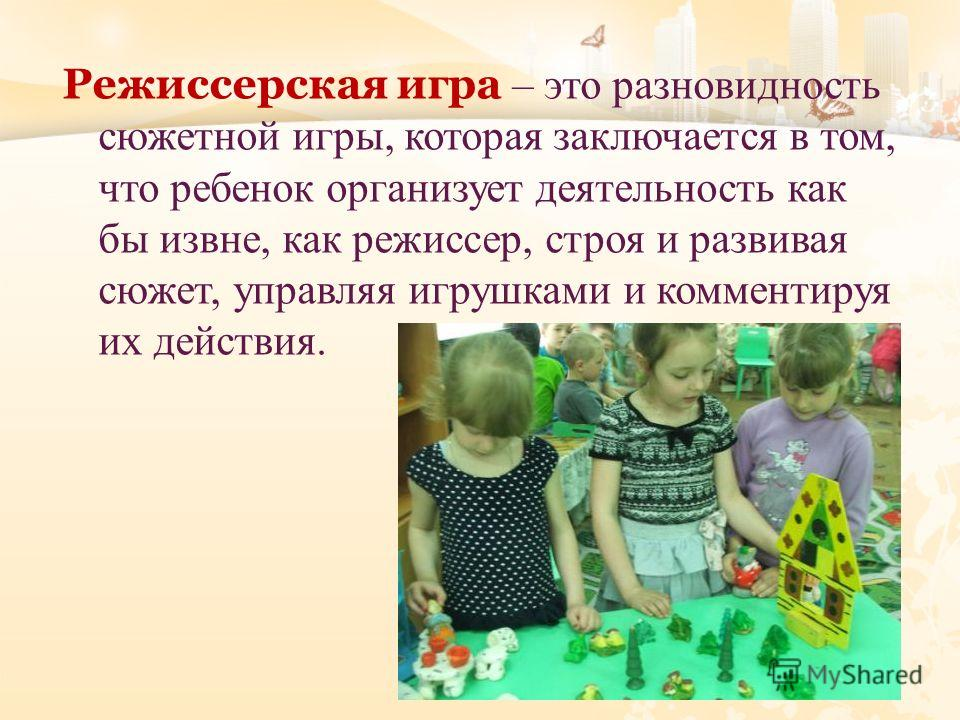 Режиссерская игра – это разновидность
сюжетной игры, которая заключается в том,
что ребенок организует деятельность как
бы извне, как режиссер, строя и развивая
сюжет, управляя игрушками и комментируя
их действия.
MyShared